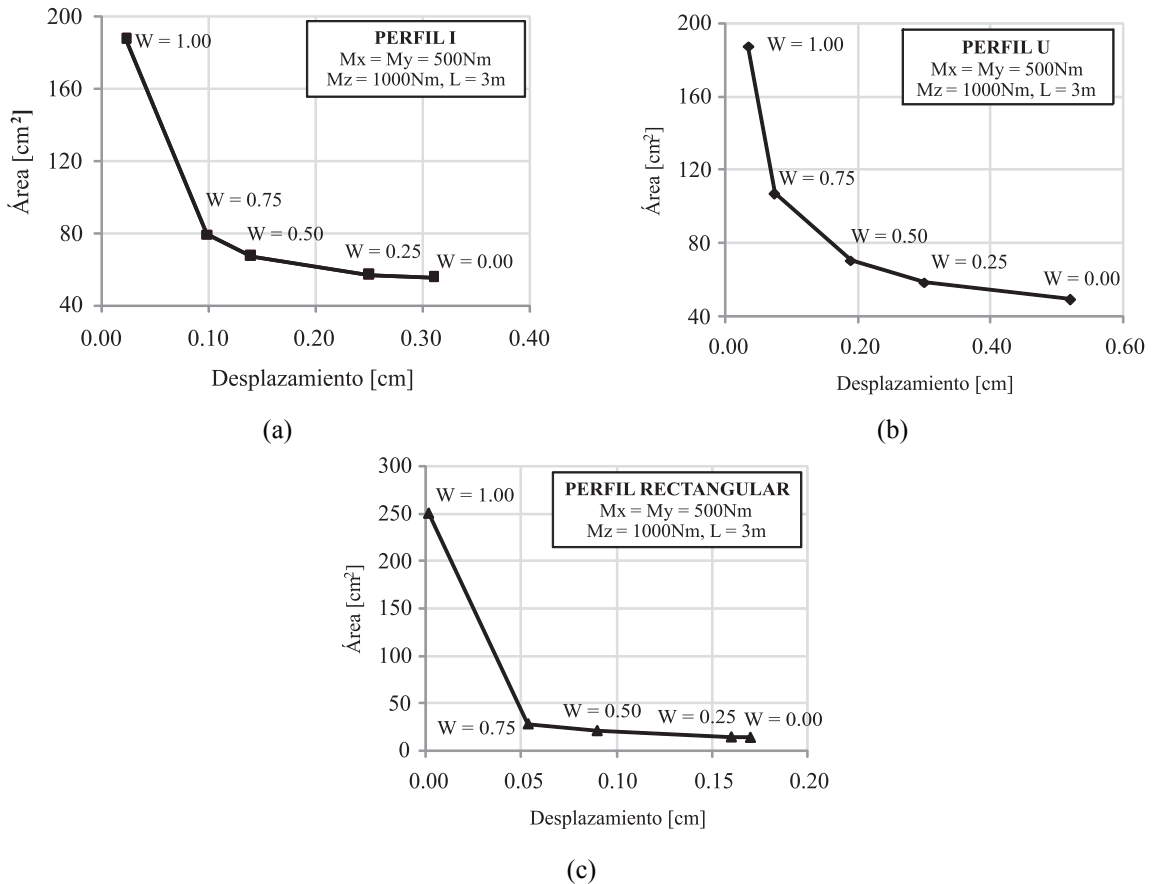 200
160
120
80
40
0.00 0.10 0.20 0.30 0.40
Área [cm²]
Desplazamiento [cm]
PERFIL I
Mx = My = 500Nm
Mz = 1000Nm, L = 3m
W = 1.00
W = 0.75
W = 0.50
W = 0.25
W = 0.00
(a)
200
160
120
80
40
0.00 0.20 0.40 0.60
Área [cm²]
Desplazamiento [cm]
PERFIL U
Mx = My = 500Nm
Mz = 1000Nm, L = 3m
W = 1.00
W = 0.75
W = 0.50
W = 0.25
W = 0.00
(b)
300
250
200
150
100
50
0
0.00 0.05 0.10 0.15 0.20
Área [cm²]
Desplazamiento [cm]
PERFIL RECTANGULAR
Mx = My = 500Nm
Mz = 1000Nm, L = 3m
W = 1.00
W = 0.75
W = 0.50
W = 0.25
W = 0.00
(c)